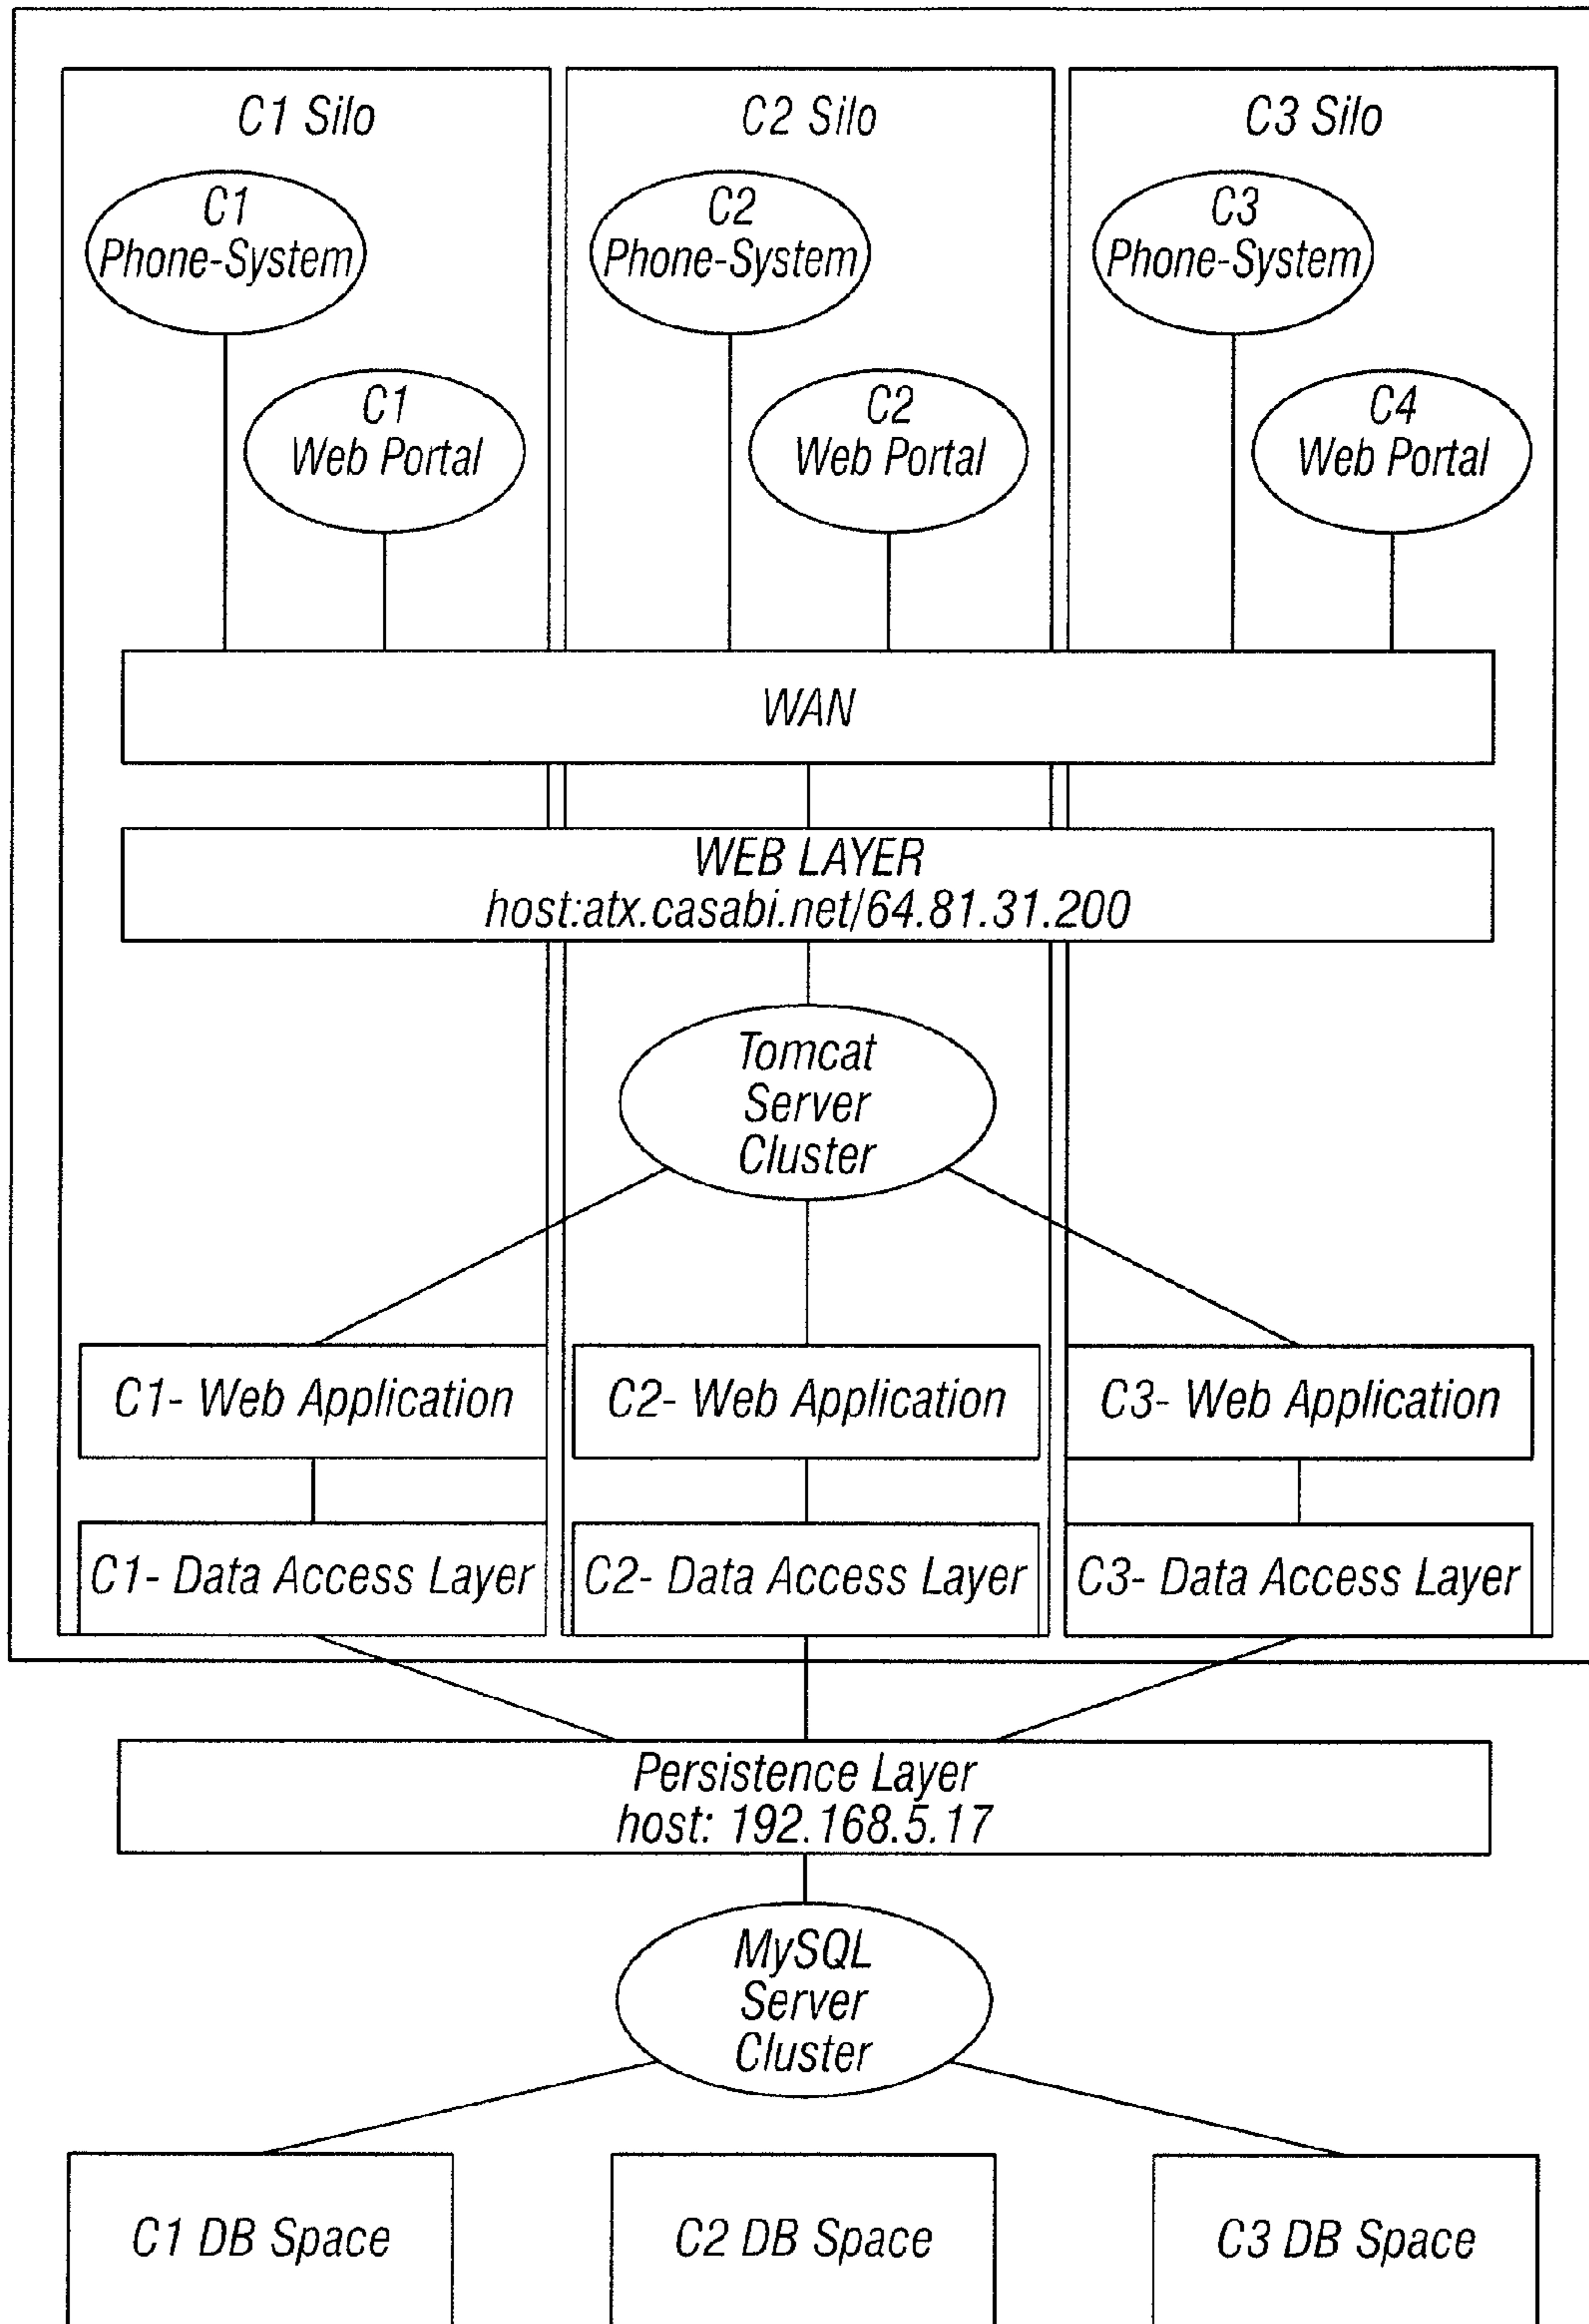 C1 Silo
C2 Silo
C3 Silo
C1
Phone-System
C2
Phone-System
C3
Phone-System
C1
Web Portal
C2
Web Portal
C4
Web Portal
WAN
WEB LAYER
host:atx.casabi.net/64.81.31.200
Tomcat
Server
Cluster
C1- Web Application
C2- Web Application
C3- Web Application
C1- Data Access Layer
C2- Data Access Layer
C3- Data Access Layer
Persistence Layer
host: 192.168.5.17
MySQL
Server
Cluster
C1 DB Space
C2 DB Space
C3 DB Space